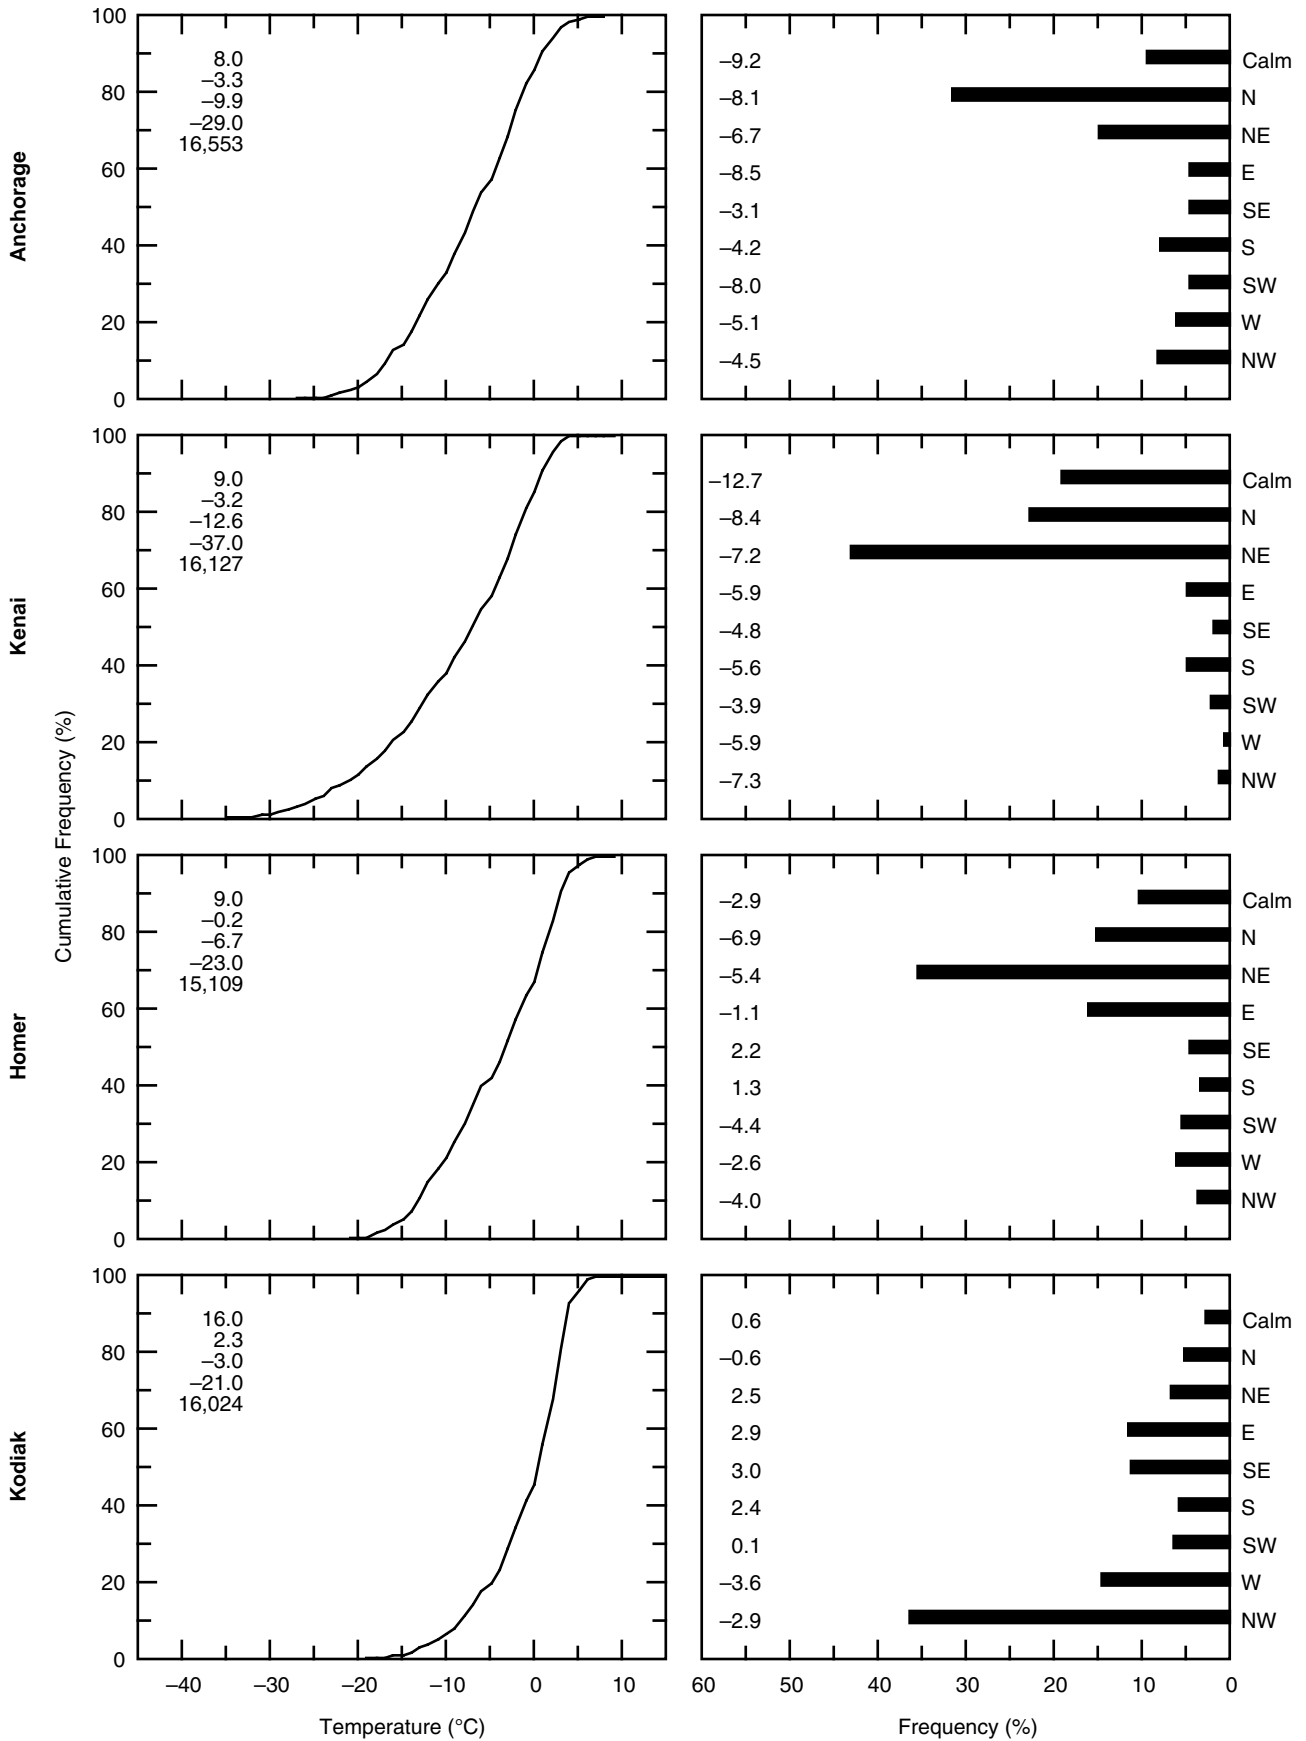 Anchorage
100
80
60
40
20
0
8.0
–3.3
–9.9
–29.0
16,553
–9.2 Calm
–8.1 N
–6.7 NE
–8.5 E
–3.1 SE
–4.2 S
–8.0 SW
–5.1 W
–4.5 NW
Kenai
100
80
60
40
20
0
9.0
–3.2
–12.6
–37.0
16,127
–12.7 Calm
–8.4 N
–7.2 NE
–5.9 E
–4.8 SE
–5.6 S
–3.9 SW
–5.9 W
–7.3 NW
Cumulative Frequency (%)
Homer
100
80
60
40
20
0
9.0
–0.2
–6.7
–23.0
15,109
–2.9 Calm
–6.9 N
–5.4 NE
–1.1 E
2.2 SE
1.3 S
–4.4 SW
–2.6 W
–4.0 NW
Kodiak
100
80
60
40
20
0
16.0
2.3
–3.0
–21.0
16,024
0.6 Calm
–0.6 N
2.5 NE
2.9 E
3.0 SE
2.4 S
0.1 SW
–3.6 W
–2.9 NW
–40 –30 –20 –10 0 10
60 50 40 30 20 10 0
Temperature (°C)
Frequency (%)